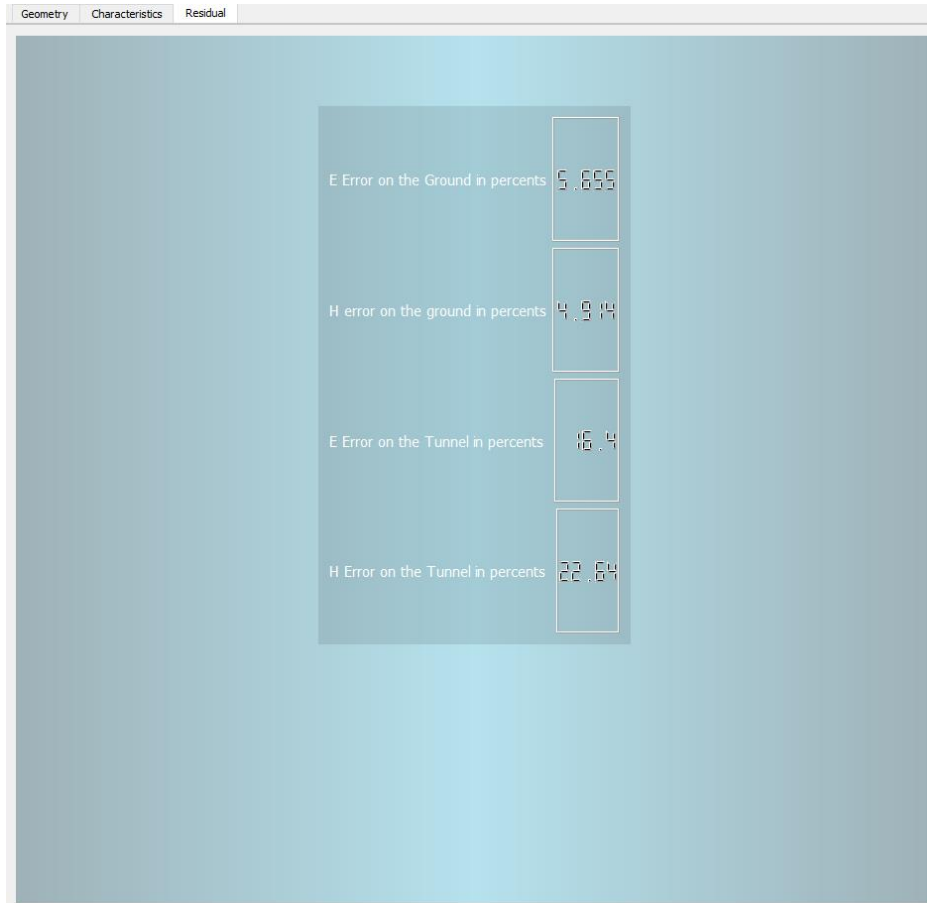 Geometry Characteristics Residual
E Error on the Ground in percents 5.655
H error on the ground in percents 4.914
E Error on the Tunnel in percents 16.4
H Error on the Tunnel in percents 22.64